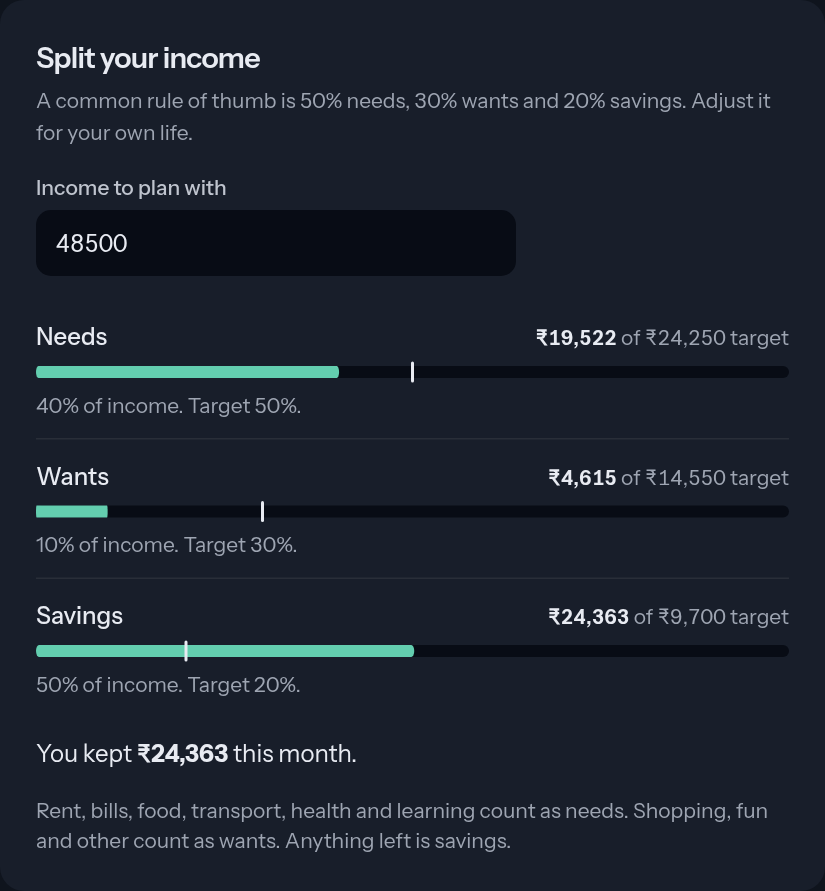 Split your income
A common rule of thumb is 50% needs, 30% wants and 20% savings. Adjust it
for your own life.
Income to plan with
48500
Needs
₹19,522 of ₹24,250 target
40% of income. Target 50%.
Wants
₹4,615 of ₹14,550 target
10% of income. Target 30%.
Savings
₹24,363 of ₹9,700 target
50% of income. Target 20%.
You kept ₹24,363 this month.
Rent, bills, food, transport, health and learning count as needs. Shopping, fun
and other count as wants. Anything left is savings.